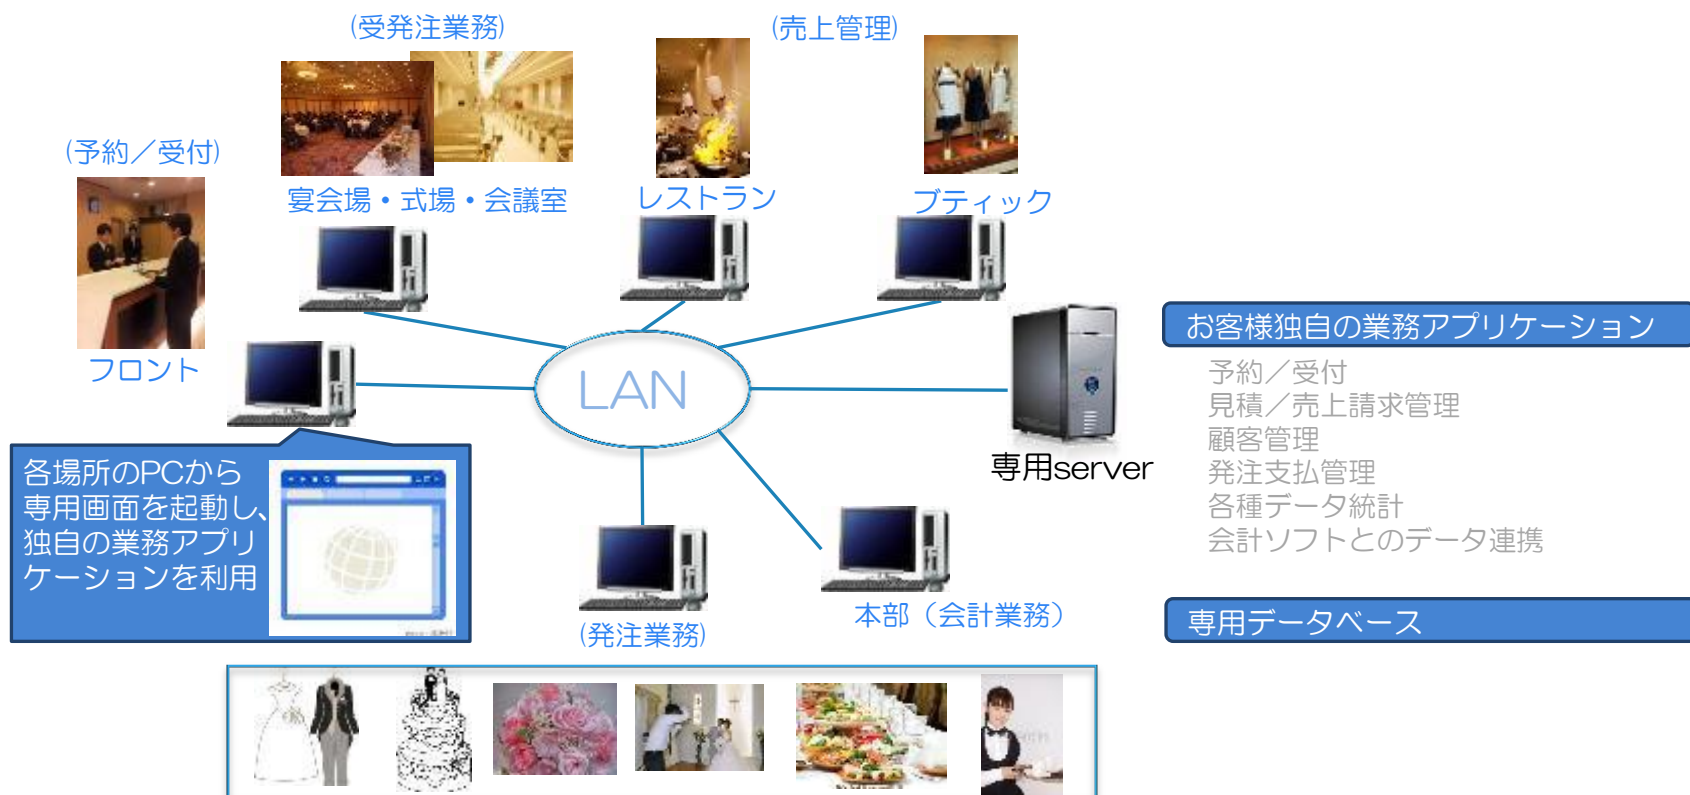 (受発注業務)
(売上管理)
(予約／受付)
宴会場・式場・会議室
レストラン
ブティック
フロント
LAN
専用server
お客様独自の業務アプリケーション
予約／受付
見積／売上請求管理
顧客管理
発注支払管理
各種データ統計
会計ソフトとのデータ連携
各場所のPCから
専用画面を起動し、
独自の業務アプリ
ケーションを利用
(発注業務)
本部（会計業務）
専用データベース